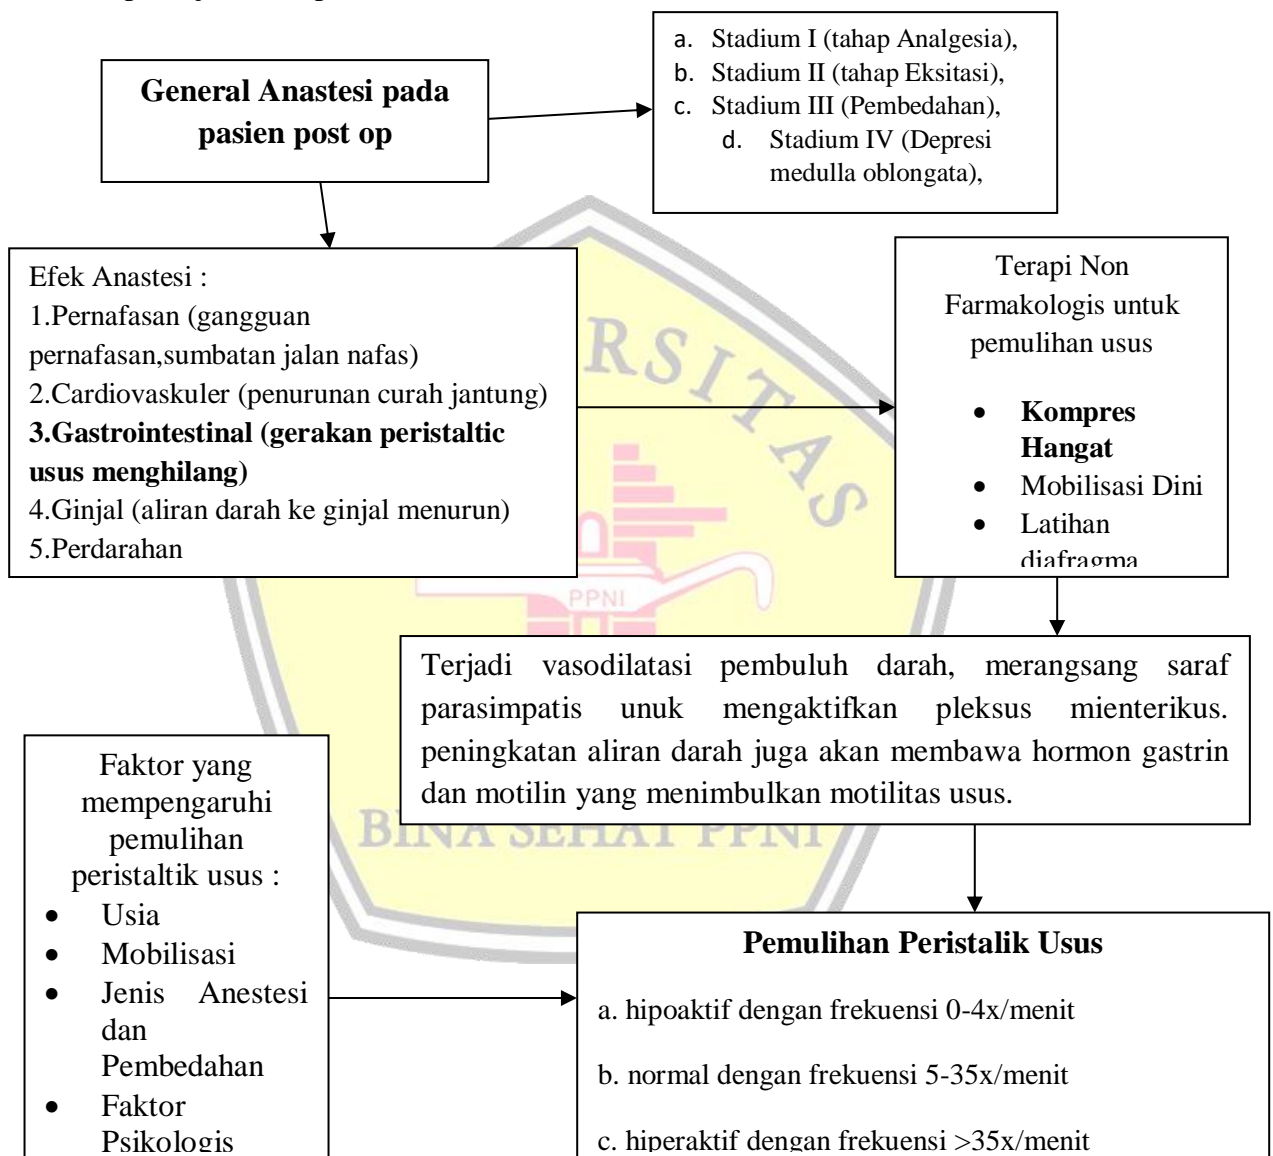 General Anastesi pada
pasien post op
a. Stadium I (tahap Analgesia),
b. Stadium II (tahap Eksitasi),
c. Stadium III (Pembedahan),
d. Stadium IV (Depresi
medulla oblongata),
Efek Anastesi :
1.Pernafasan (gangguan
pernafasan,sumbatan jalan nafas)
2.Cardiovaskuler (penurunan curah jantung)
3.Gastrointestinal (gerakan peristaltic
usus menghilang)
4.Ginjal (aliran darah ke ginjal menurun)
5.Perdarahan
Terapi Non
Farmakologis untuk
pemulihan usus
• Kompres
Hangat
• Mobilisasi Dini
• Latihan
diafragma
RSITAS
PPNI
Terjadi vasodilatasi pembuluh darah, merangsang saraf
parasimpatis unuk mengaktifkan pleksus mienterikus.
peningkatan aliran darah juga akan membawa hormon gastrin
dan motilin yang menimbulkan motilitas usus.
BINA SEHAT PPNI
Faktor yang
mempengaruhi
pemulihan
peristaltik usus :
• Usia
• Mobilisasi
• Jenis Anestesi
dan
Pembedahan
• Faktor
Psikologis
Pemulihan Peristalik Usus
a. hipoaktif dengan frekuensi 0-4x/menit
b. normal dengan frekuensi 5-35x/menit
c. hiperaktif dengan frekuensi >35x/menit